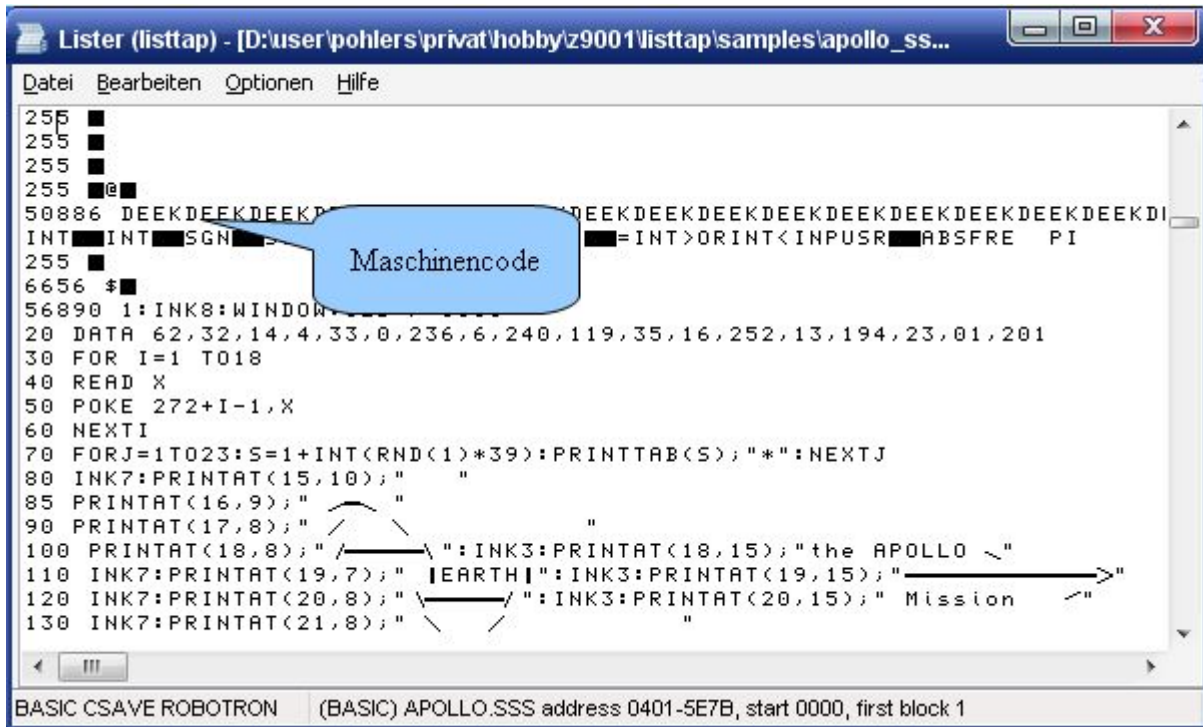 Lister (listtap) - [D:\user\pohlers\privat\hobby\z9001\listtap\samples\apollo_ss...
Datei Bearbeiten Optionen Hilfe
255 ■
255 ■
255 ■
255 ■@■
50886 DEEKDEEKDEEK DEEKDEEKDEEKDEEKDEEKDEEKDEEKDEEK
INT■■INT■■SGN■■ ■■=INT>ORINT<INPUSR■■ABSFRE PI
Maschinencode
255 ■
6656 $■
56890 1:INK8:WINDOW
20 DATA 62,32,14,4,33,0,236,6,240,119,35,16,252,13,194,23,01,201
30 FOR I=1 TO18
40 READ X
50 POKE 272+I-1,X
60 NEXTI
70 FORJ=1TO23:S=1+INT(RND(1)*39):PRINTTAB(S);"*":NEXTJ
80 INK7:PRINTAT(15,10);"    "
85 PRINTAT(16,9);"    "
90 PRINTAT(17,8);" /    \    "
100 PRINTAT(18,8);"/————\":INK3:PRINTAT(18,15);"the APOLLO \"
110 INK7:PRINTAT(19,7);" |EARTH|":INK3:PRINTAT(19,15);"————————>"
120 INK7:PRINTAT(20,8);"\————/":INK3:PRINTAT(20,15);" Mission /"
130 INK7:PRINTAT(21,8);" \    /    "
BASIC CSAVE ROBOTRON (BASIC) APOLLO.SSS address 0401-5E7B, start 0000, first block 1